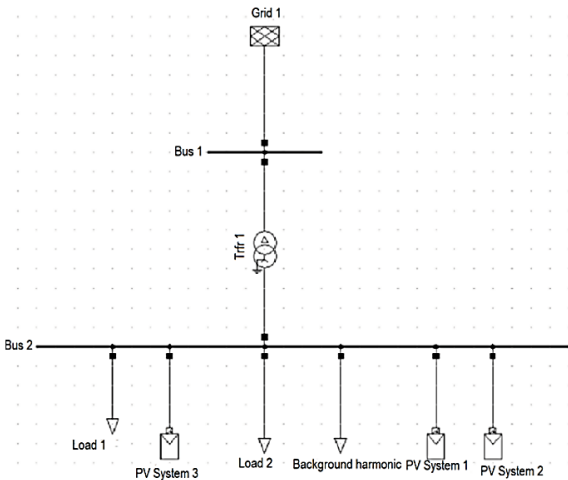 Grid 1
Bus 1
Trfr 1
Bus 2
Load 1
PV System 3
Load 2
Background harmonic
PV System 1
PV System 2